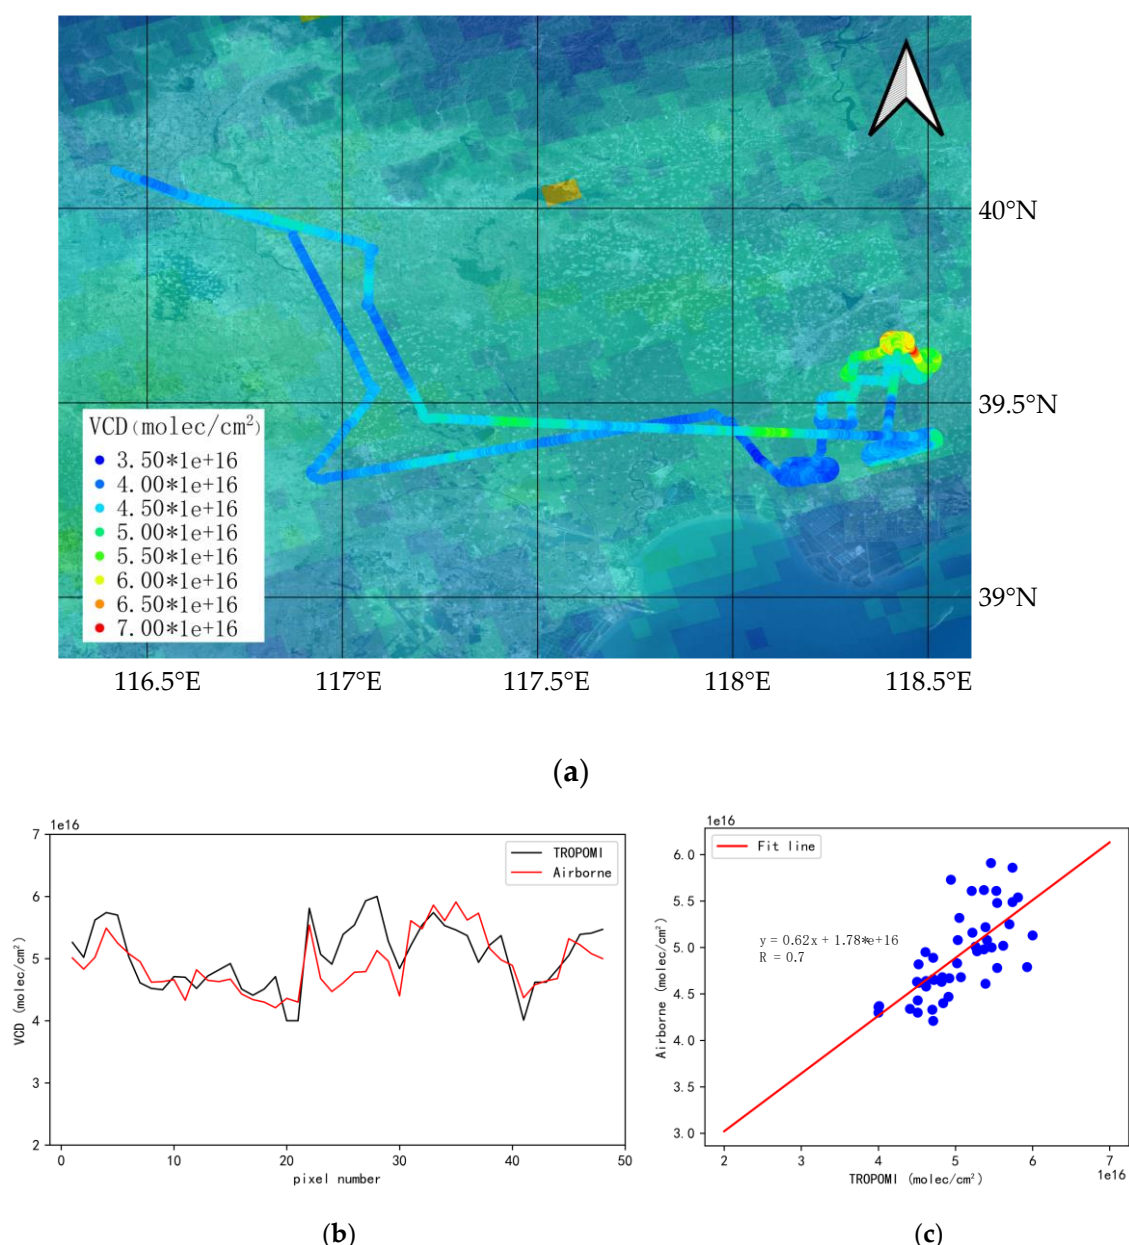 40°N
39.5°N
39°N
VCD(molec/cm²)
3.50*1e+16
4.00*1e+16
4.50*1e+16
5.00*1e+16
5.50*1e+16
6.00*1e+16
6.50*1e+16
7.00*1e+16
116.5°E 117°E 117.5°E 118°E 118.5°E
(a)
1e16
7
6
5
4
3
2
VCD (molec/cm²)
TROPOMI
Airborne
0 10 20 30 40 50
pixel number
(b)
1e16
6.0
5.5
5.0
4.5
4.0
3.5
3.0
Airborne (molec/cm²)
Fit line
y = 0.62x + 1.78*e+16
R = 0.7
2 3 4 5 6 7
TROPOMI (molec/cm²)
1e16
(c)